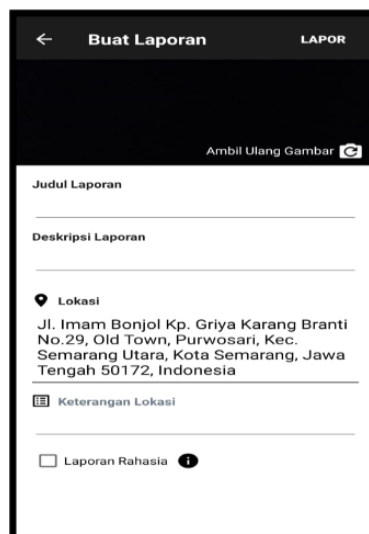 Buat Laporan LAPOR
Ambil Ulang Gambar
Judul Laporan
Deskripsi Laporan
Lokasi
Jl. Imam Bonjol Kp. Griya Karang Branti
No.29, Old Town, Purwosari, Kec.
Semarang Utara, Kota Semarang, Jawa
Tengah 50172, Indonesia
Keterangan Lokasi
Laporan Rahasia